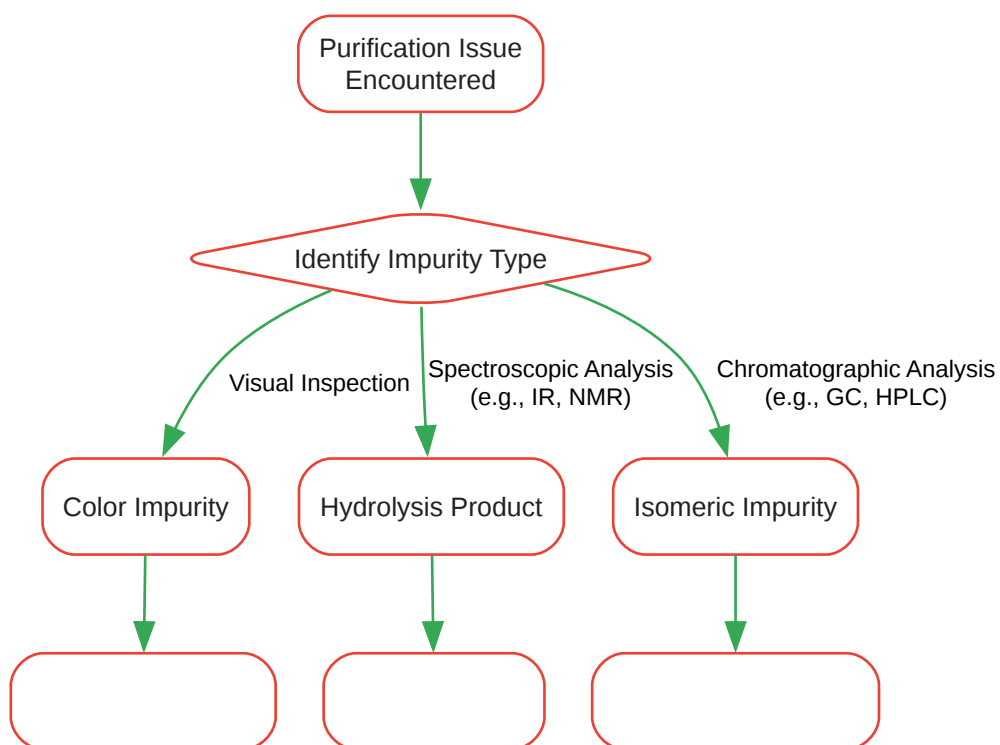 Purification Issue
Encountered
Identify Impurity Type
Visual Inspection
Spectroscopic Analysis
(e.g., IR, NMR)
Chromatographic Analysis
(e.g., GC, HPLC)
Color Impurity
Hydrolysis Product
Isomeric Impurity